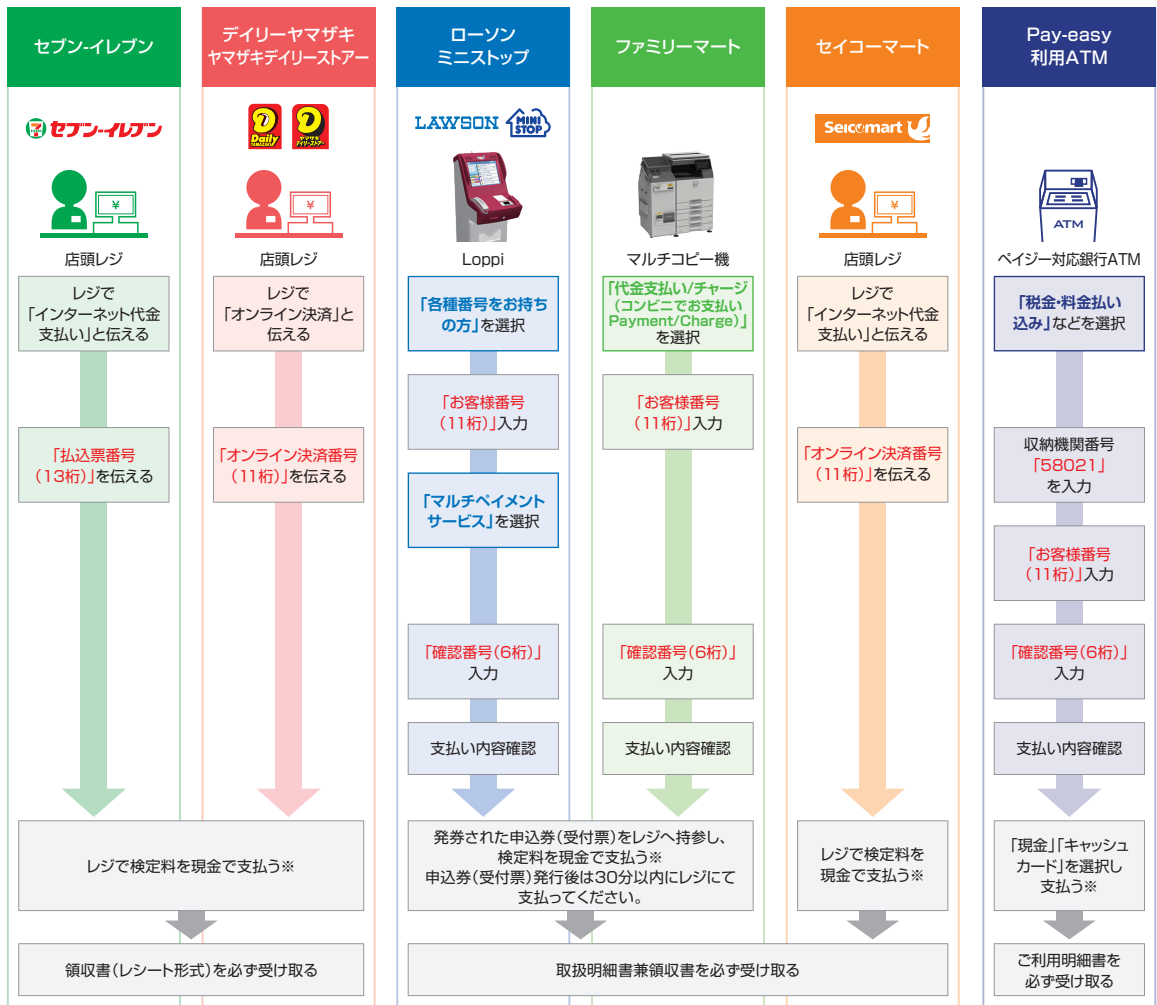 セブン-イレブン
デイリーヤマザキ
ヤマザキデイリーストアー
ローソン
ミニストップ
ファミリーマート
セイコーマート
Pay-easy
利用ATM
セブン-イレブン
Daily
YAMAZAKI
ヤマザキ
デイリーストアー
LAWSON
MINI
STOP
Seicomart
¥
¥
¥
ATM
店頭レジ
店頭レジ
Loppi
マルチコピー機
店頭レジ
ペイジー対応銀行ATM
レジで
「インターネット代金
支払い」と伝える
レジで
「オンライン決済」と
伝える
「各種番号をお持ち
の方」を選択
「代金支払い/チャージ
(コンビニでお支払い
Payment/Charge)」
を選択
レジで
「インターネット代金
支払い」と伝える
「税金・料金払い
込み」などを選択
「お客様番号
(11桁)」入力
「お客様番号
(11桁)」入力
「払込票番号
(13桁)」を伝える
「オンライン決済番号
(11桁)」を伝える
「マルチペイメント
サービス」を選択
「オンライン決済番号
(11桁)」を伝える
収納機関番号
「58021」
を入力
「お客様番号
(11桁)」入力
「確認番号(6桁)」
入力
「確認番号(6桁)」
入力
「確認番号(6桁)」
入力
支払い内容確認
支払い内容確認
支払い内容確認
レジで検定料を現金で支払う※
発券された申込券(受付票)をレジへ持参し、
検定料を現金で支払う※
申込券(受付票)発行後は30分以内にレジにて
支払ってください。
レジで検定料を
現金で支払う※
「現金」「キャッシュ
カード」を選択し
支払う※
領収書(レシート形式)を必ず受け取る
取扱明細書兼領収書を必ず受け取る
ご利用明細書を
必ず受け取る